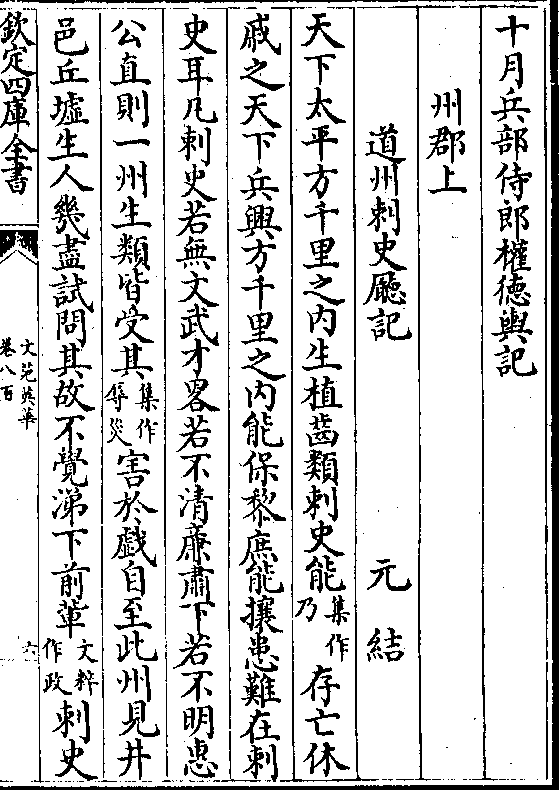 十月兵部侍郎權徳輿記
州郡上
道州刺史廳記 元結
天下太平方千里之内生植齒類刺史能集作乃存亡休
戚之天下兵興方千里之内能保黎庶能攘患難在刺
史耳凡刺史若無文武才畧若不清廉肅下若不明恵
公直則一州生類皆受其集作辱災害於戯自至此州見井
邑丘墟生人幾盡試問其故不覺涕下前輩文粹作政刺史
欽定四庫全書
文苑英華
卷八百
六